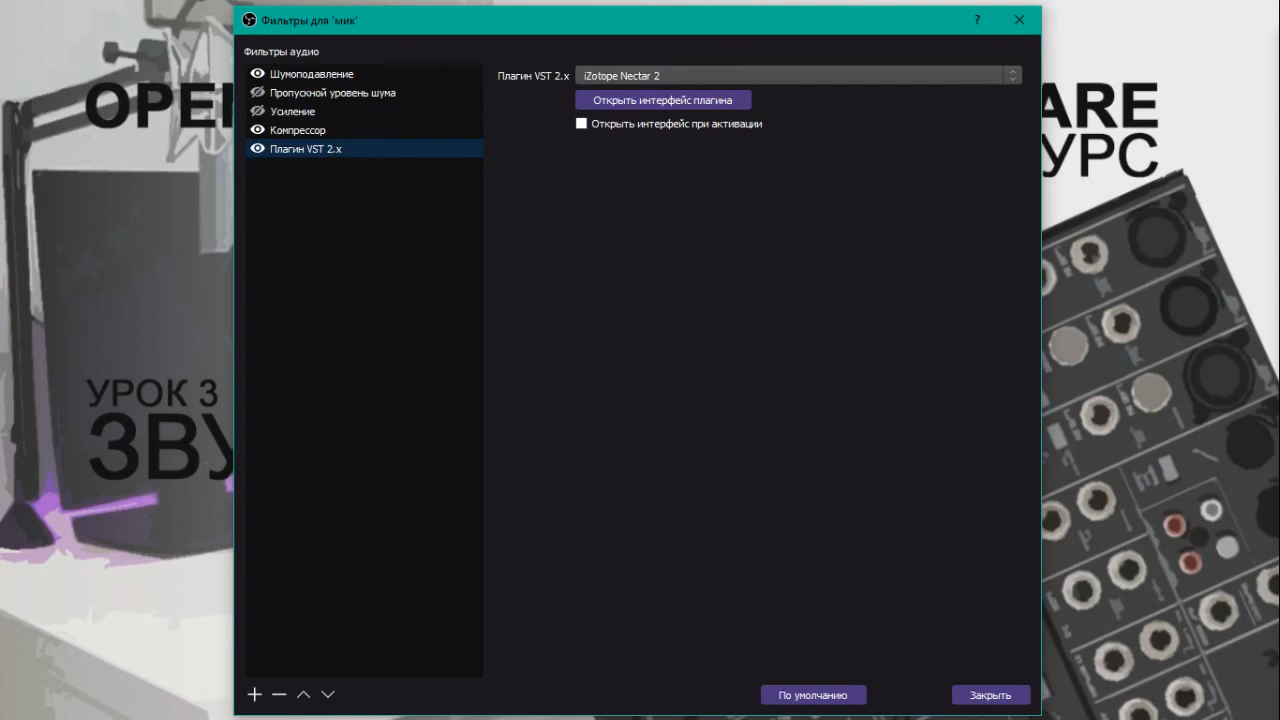 Фильтры для 'мик'
?
Фильтры аудио
Шумоподавление
Пропускной уровень шума
Усиление
Компрессор
Плагин VST 2.x
Плагин VST 2.x
iZotope Nectar 2
Открыть интерфейс плагина
Открыть интерфейс при активации
По умолчанию
Закрыть
OPE
ARE
УРС
УРОК 3
ЗВ